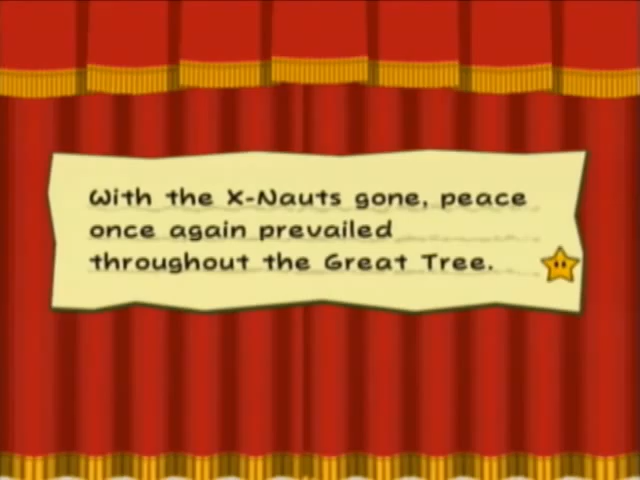 With the X-Nauts gone, peace
once again prevailed
throughout the Great Tree.